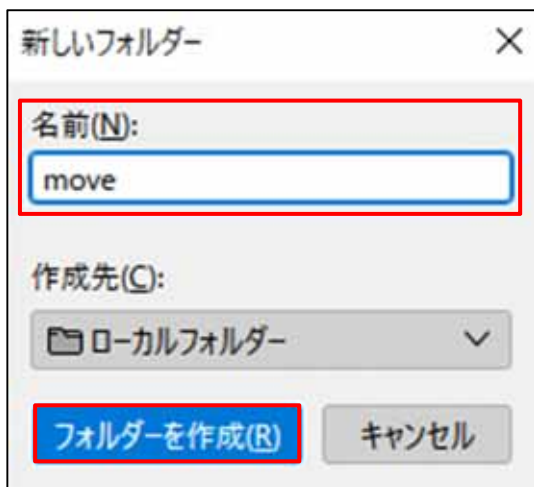 新しいフォルダー
名前(N):
move
作成先(C):
ローカルフォルダー
フォルダーを作成(R) キャンセル